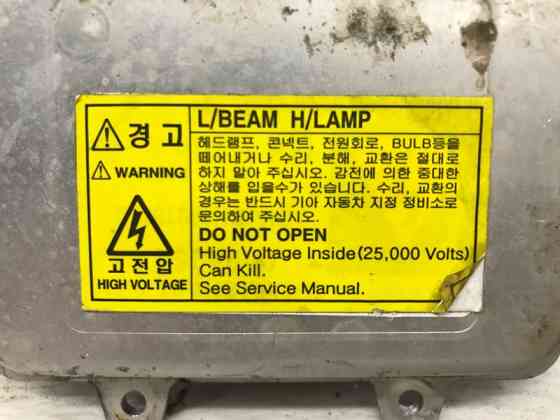 경고
WARNING
고전압
HIGH VOLTAGE
L/BEAM H/LAMP
헤드램프, 콘넥트, 전원회로, BULB등을
떼어내거나 수리, 분해, 교환은 절대로
하지 말아 주십시오. 감전에 의한 중대한
상해를 입을수가 있습니다. 수리, 교환의
경우는 반드시 기아 자동차 지정 정비소로
문의하여 주십시오.
DO NOT OPEN
High Voltage Inside(25,000 Volts)
Can Kill.
See Service Manual.